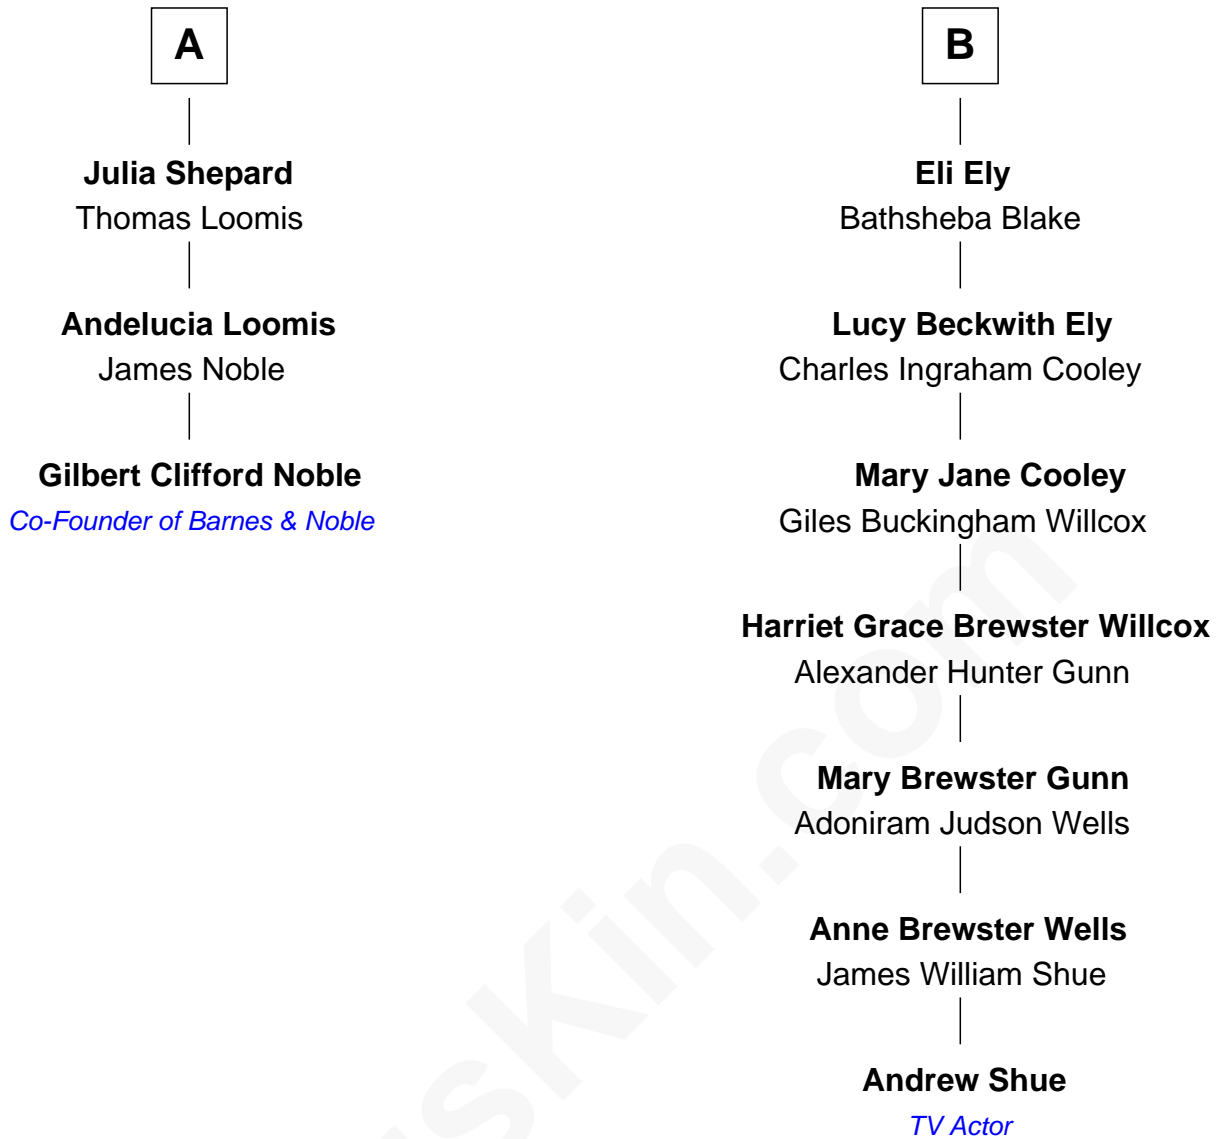 A
Julia Shepard
Thomas Loomis
Andelucia Loomis
James Noble
Gilbert Clifford Noble
Co-Founder of Barnes & Noble
B
Eli Ely
Bathsheba Blake
Lucy Beckwith Ely
Charles Ingraham Cooley
Mary Jane Cooley
Giles Buckingham Willcox
Harriet Grace Brewster Willcox
Alexander Hunter Gunn
Mary Brewster Gunn
Adoniram Judson Wells
Anne Brewster Wells
James William Shue
Andrew Shue
TV Actor